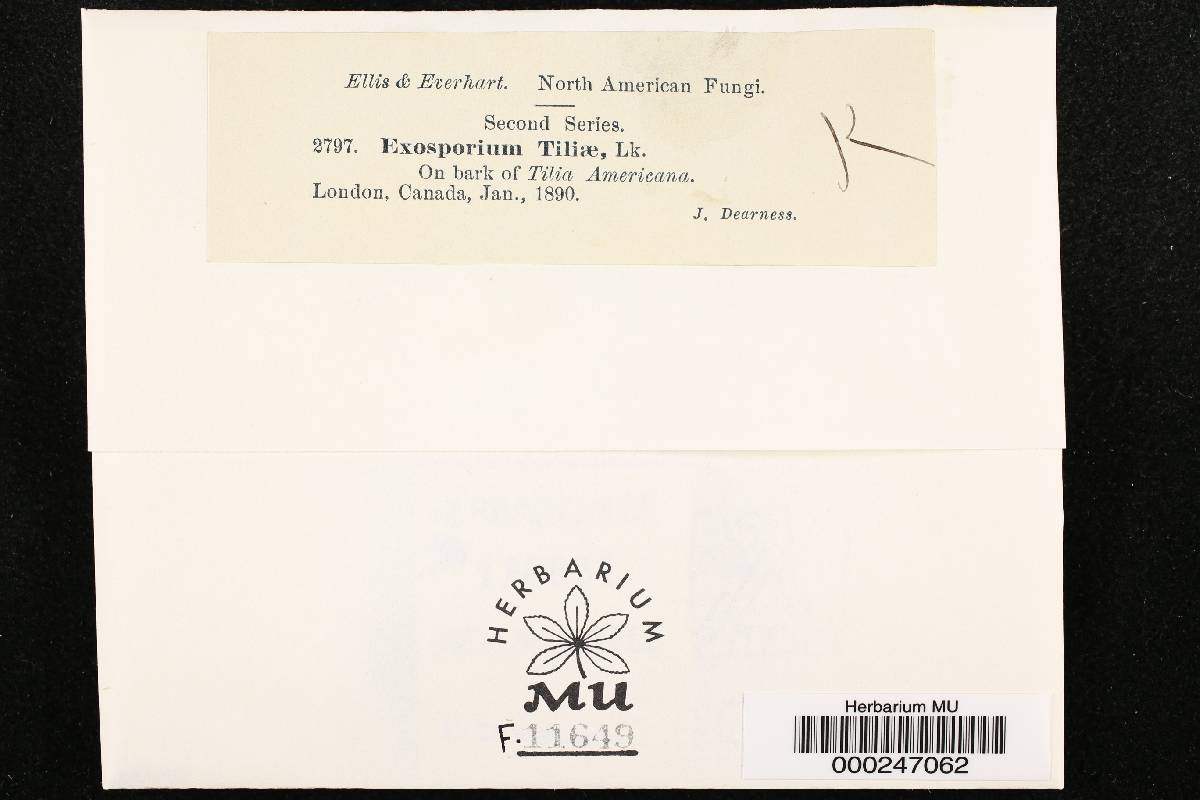 Ellis & Everhart. North American Fungi.
Second Series.
2797. Exosporium Tiliæ, Lk.
On bark of Tilia Americana.
London, Canada, Jan., 1890.
J. Dearness.
HERBARIUM
MU
F. 11649
Herbarium MU
000247062